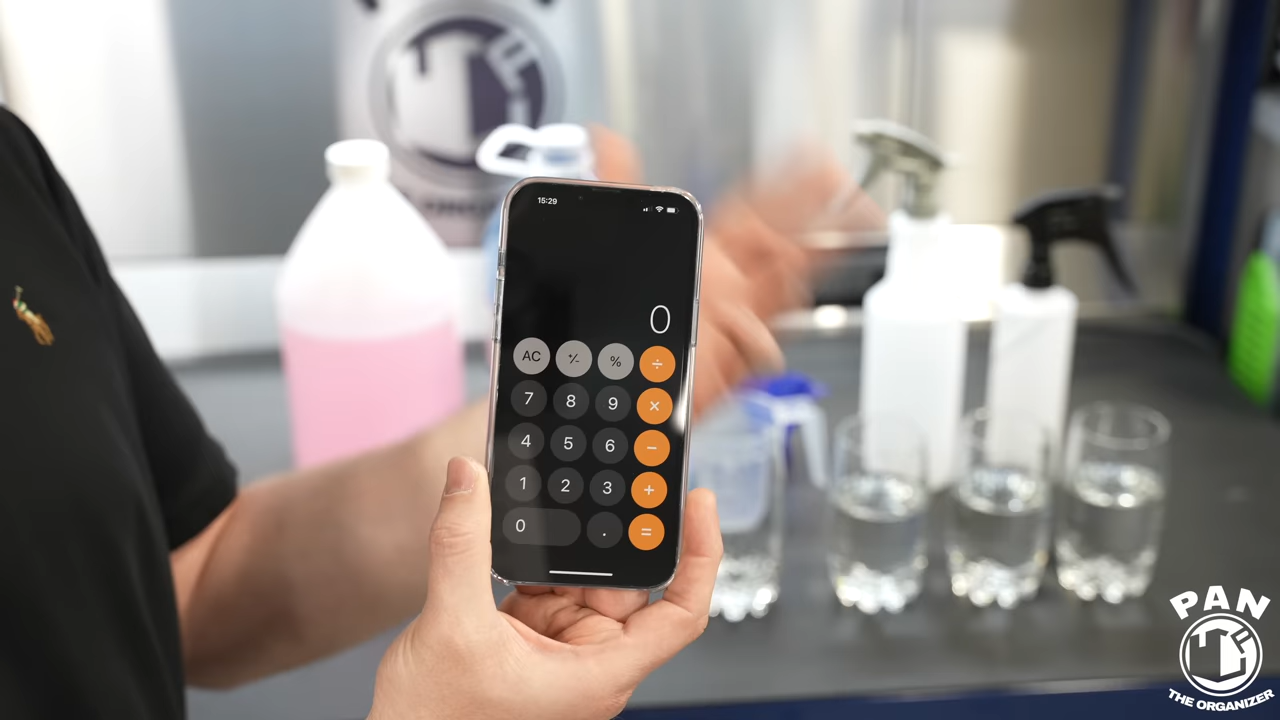 15:29
0
AC +/- % ÷
7 8 9 ×
4 5 6 −
1 2 3 +
0 . =
PAN
THE ORGANIZER